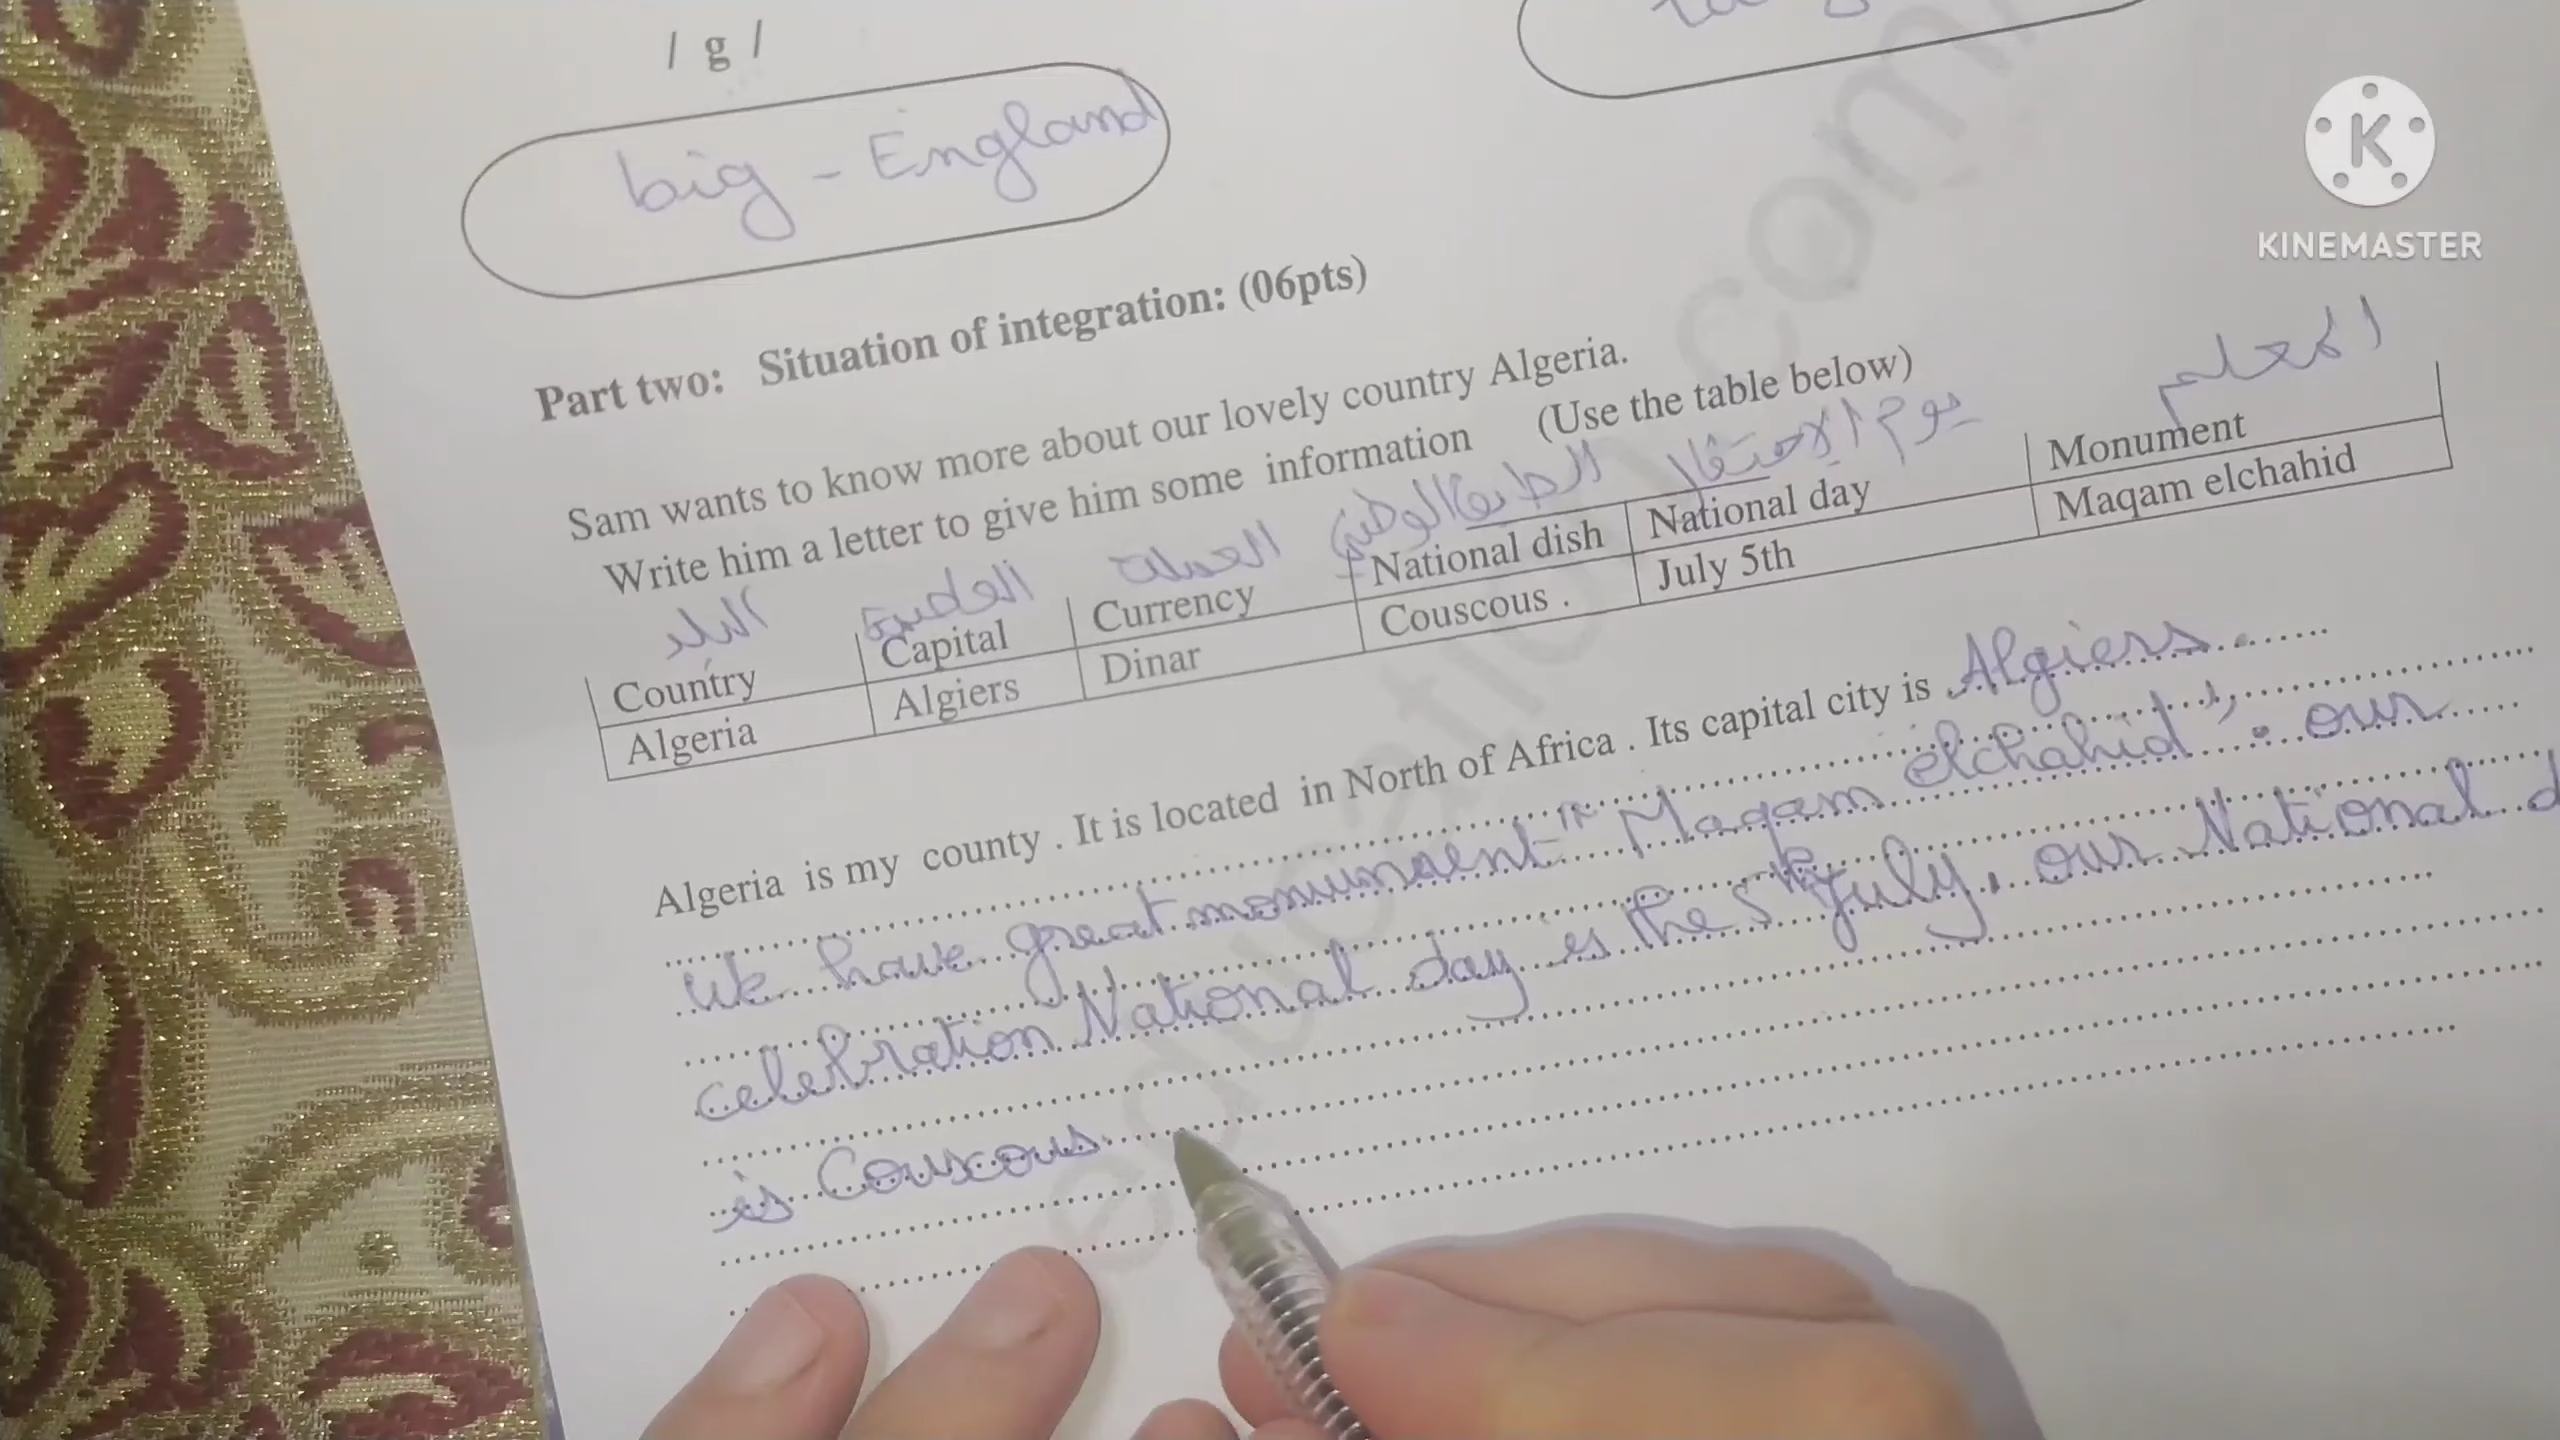 / g /
big - England
KINEMASTER
Part two: Situation of integration: (06pts)
Sam wants to know more about our lovely country Algeria.
Write him a letter to give him some information (Use the table below)
البلد العاصمة العملة الطبق الوطني يوم الاحتفال المعلم
Country Capital Currency National dish National day Monument
Algeria Algiers Dinar Couscous . July 5th Maqam elchahid
Algeria is my county . It is located in North of Africa . Its capital city is Algiers
We have great monument "Maqam elchahid". our
celebration National day is the 5th July. our National d
is Couscous